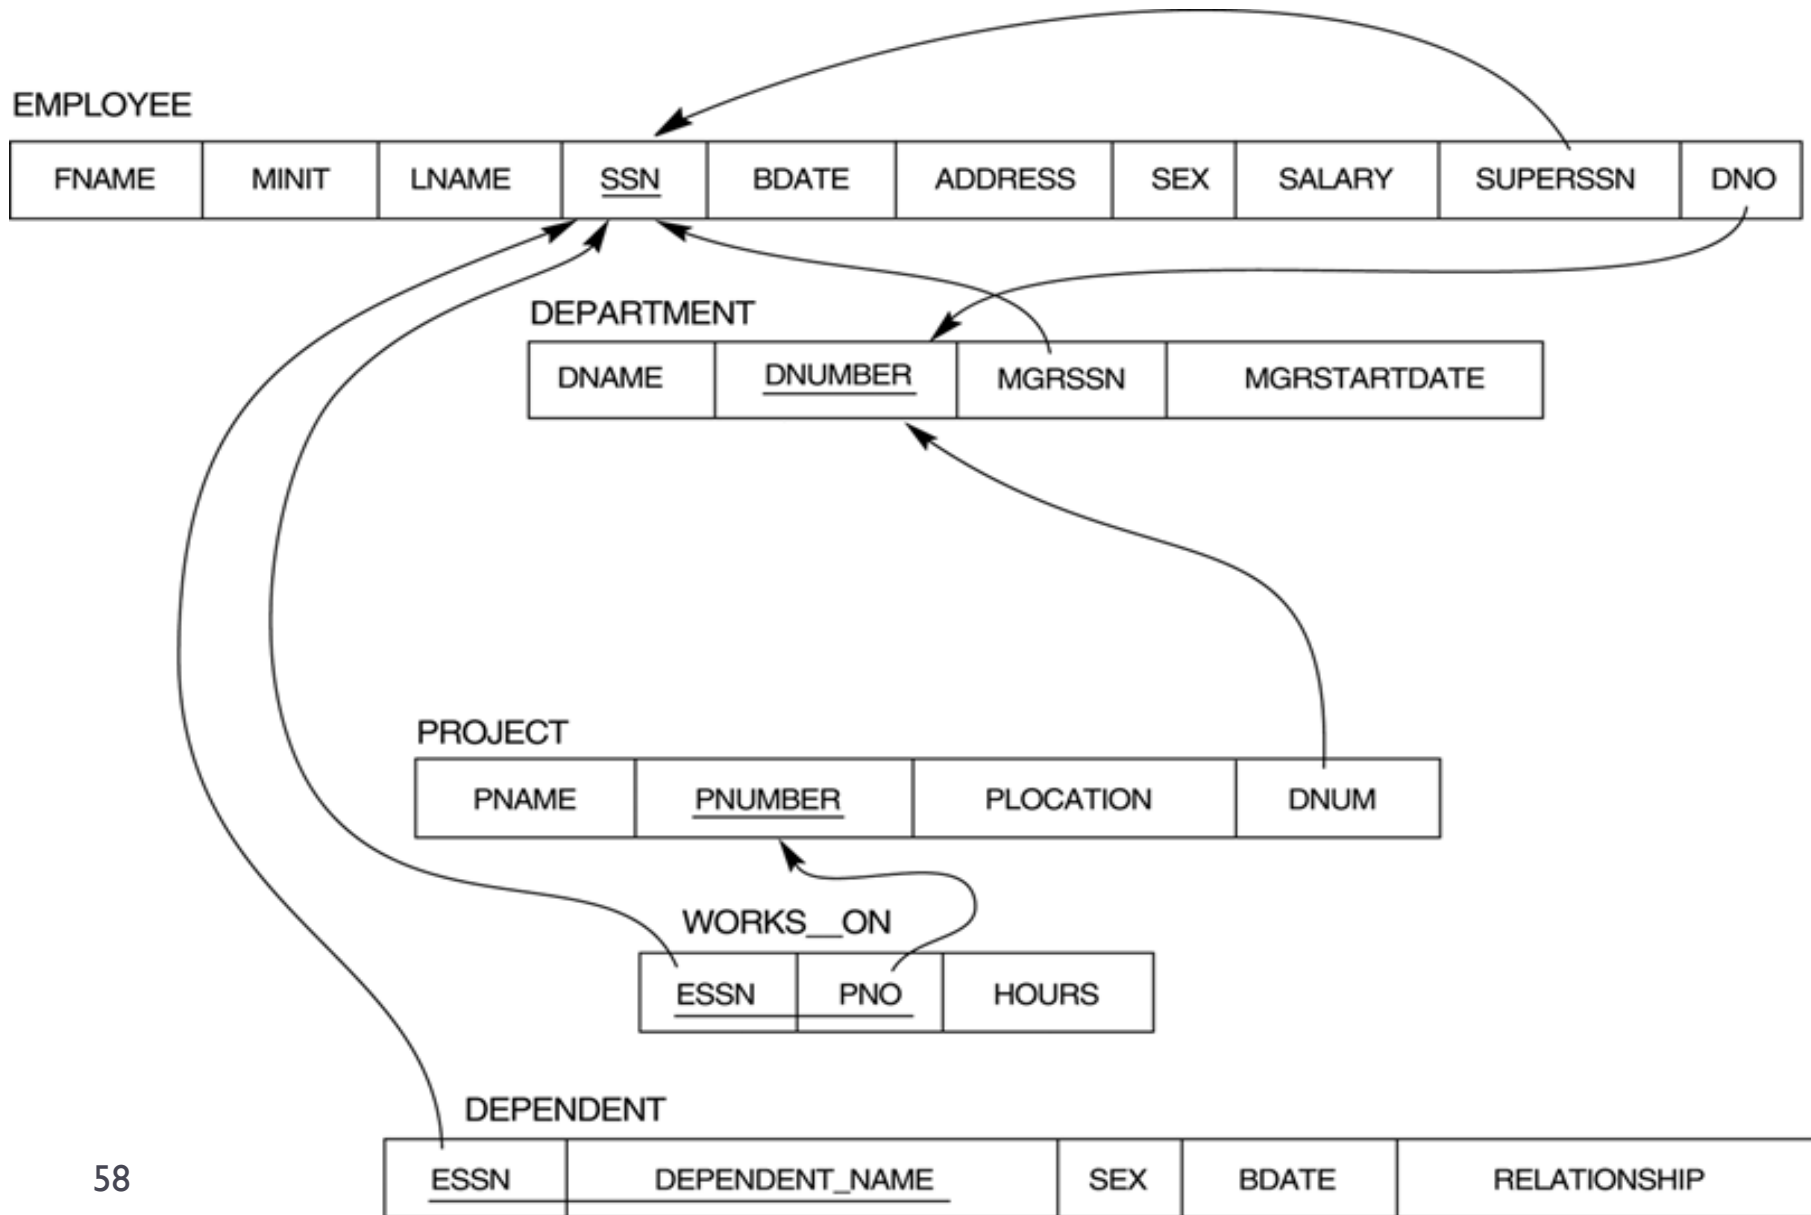 EMPLOYEE
FNAME MINIT LNAME SSN BDATE ADDRESS SEX SALARY SUPERSSN DNO
DEPARTMENT
DNAME DNUMBER MGRSSN MGRSTARTDATE
PROJECT
PNAME PNUMBER PLOCATION DNUM
WORKS__ON
ESSN PNO HOURS
DEPENDENT
ESSN DEPENDENT_NAME SEX BDATE RELATIONSHIP
58